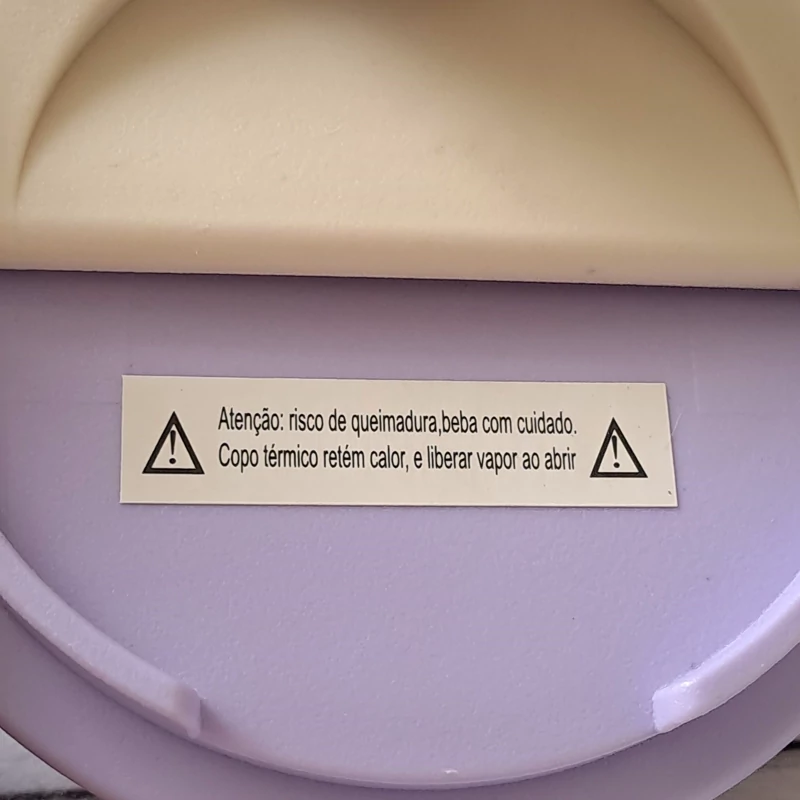 Atenção: risco de queimadura,beba com cuidado.
Copo térmico retém calor, e liberar vapor ao abrir